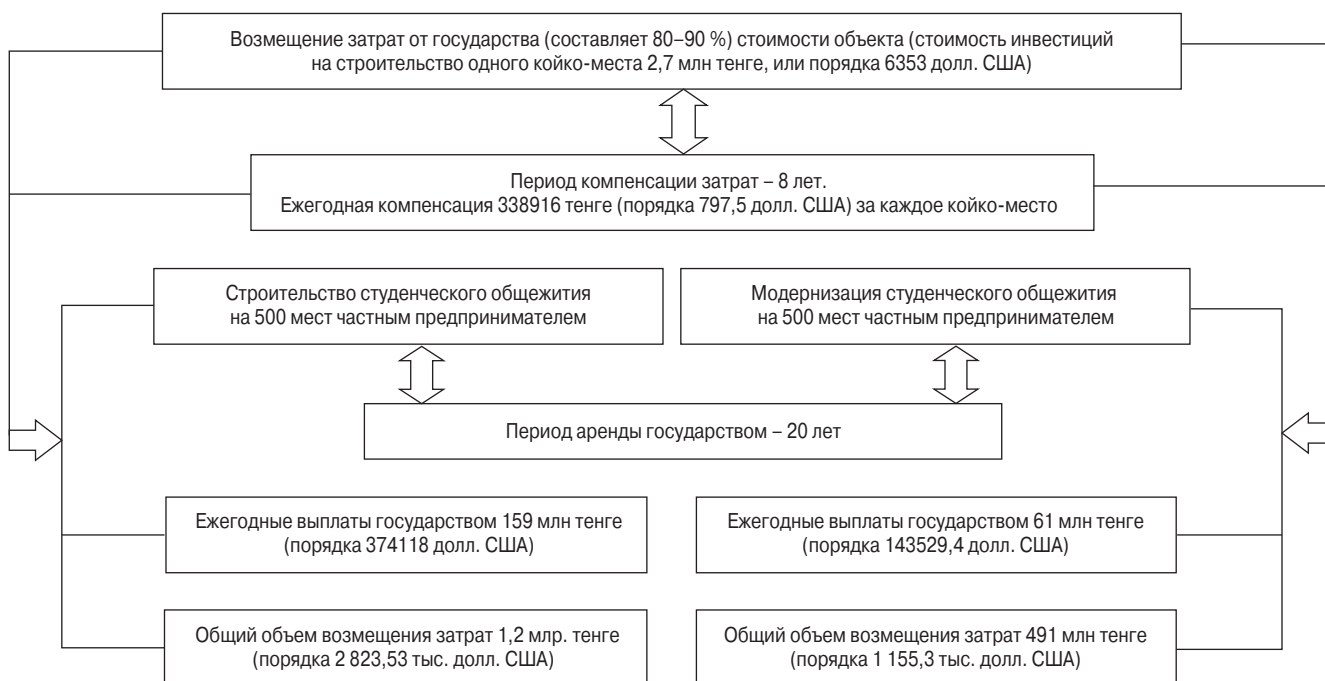 Возмещение затрат от государства (составляет 80–90 %) стоимости объекта (стоимость инвестиций
на строительство одного койко-места 2,7 млн тенге, или порядка 6353 долл. США)
Период компенсации затрат – 8 лет.
Ежегодная компенсация 338916 тенге (порядка 797,5 долл. США) за каждое койко-место
Строительство студенческого общежития
на 500 мест частным предпринимателем
Модернизация студенческого общежития
на 500 мест частным предпринимателем
Период аренды государством – 20 лет
Ежегодные выплаты государством 159 млн тенге
(порядка 374118 долл. США)
Ежегодные выплаты государством 61 млн тенге
(порядка 143529,4 долл. США)
Общий объем возмещения затрат 1,2 млр. тенге
(порядка 2 823,53 тыс. долл. США)
Общий объем возмещения затрат 491 млн тенге
(порядка 1 155,3 тыс. долл. США)